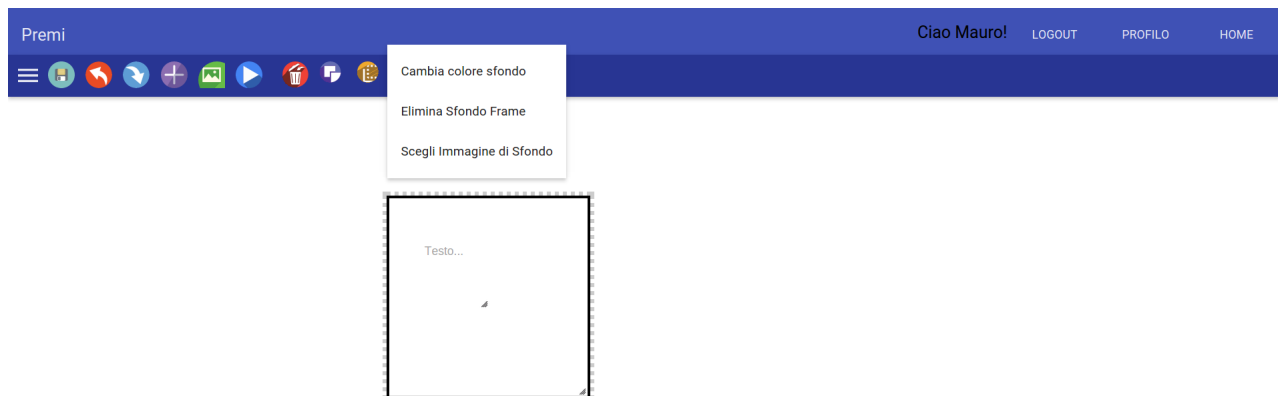 Premi
Ciao Mauro! LOGOUT PROFILO HOME
Cambia colore sfondo
Elimina Sfondo Frame
Scegli Immagine di Sfondo
Testo...